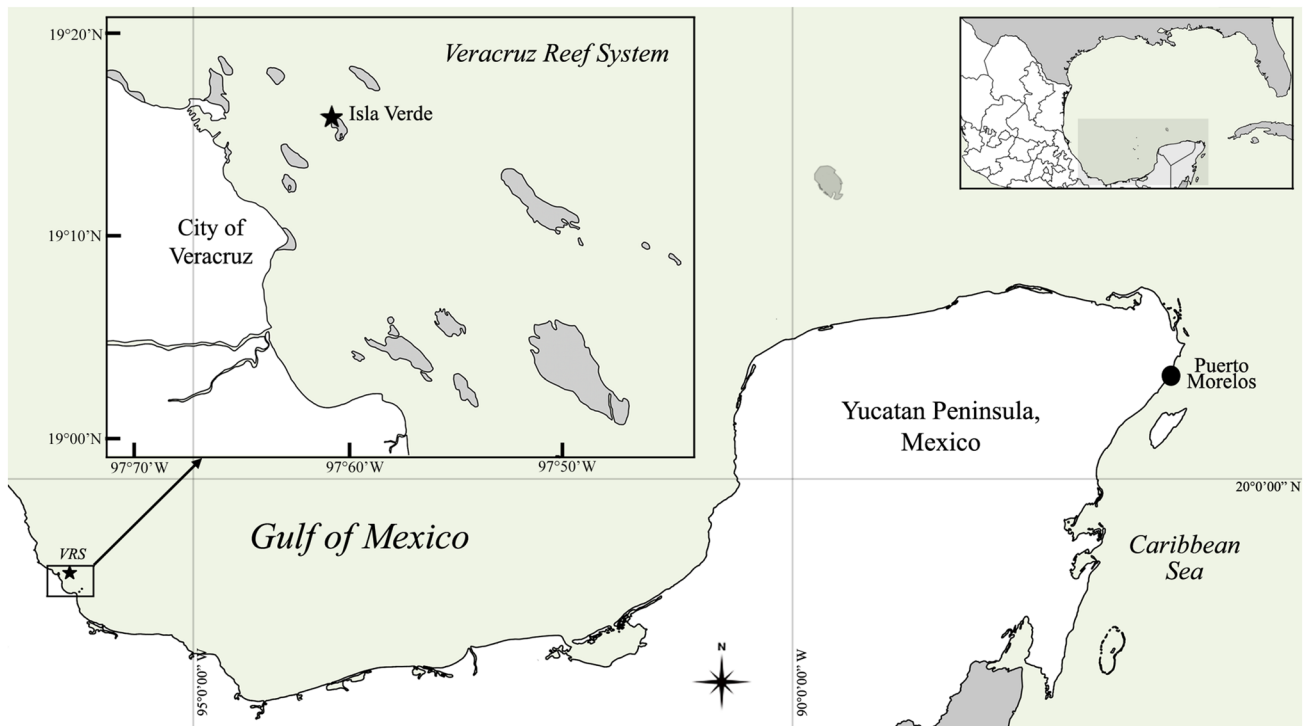 19°20'N
Veracruz Reef System
Isla Verde
19°10'N
City of
Veracruz
19°00'N
97°70'W
97°60'W
97°50'W
Puerto
Morelos
Yucatan Peninsula,
Mexico
20°0'00" N
Gulf of Mexico
VRS
Caribbean
Sea
N
95°0'00" W
90°0'00" W